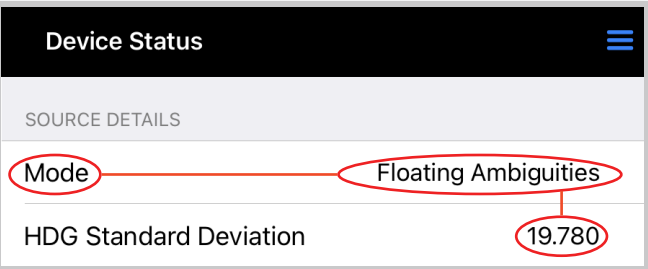 Device Status
SOURCE DETAILS
Mode Floating Ambiguities
HDG Standard Deviation 19.780